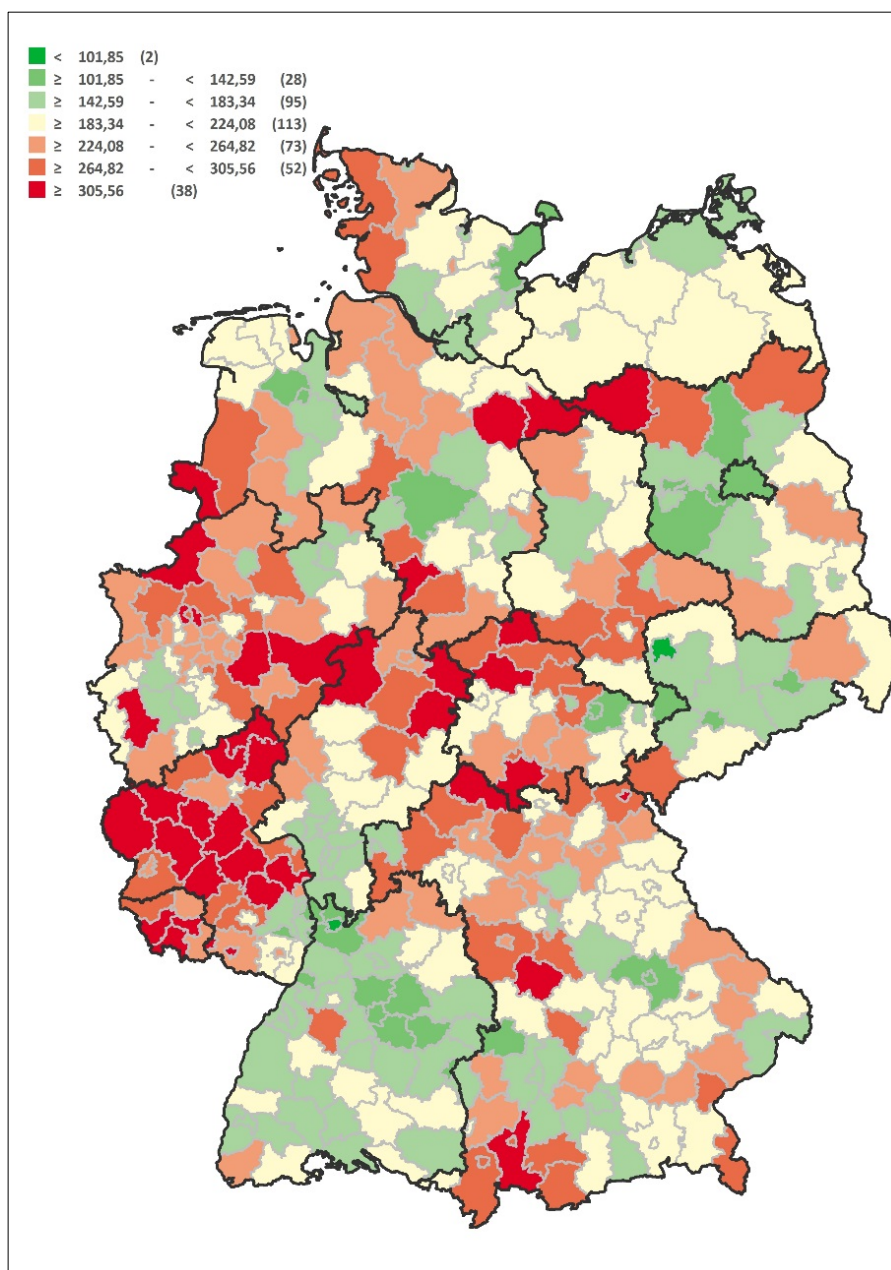 < 101,85 (2)
≥ 101,85 - < 142,59 (28)
≥ 142,59 - < 183,34 (95)
≥ 183,34 - < 224,08 (113)
≥ 224,08 - < 264,82 (73)
≥ 264,82 - < 305,56 (52)
≥ 305,56 (38)